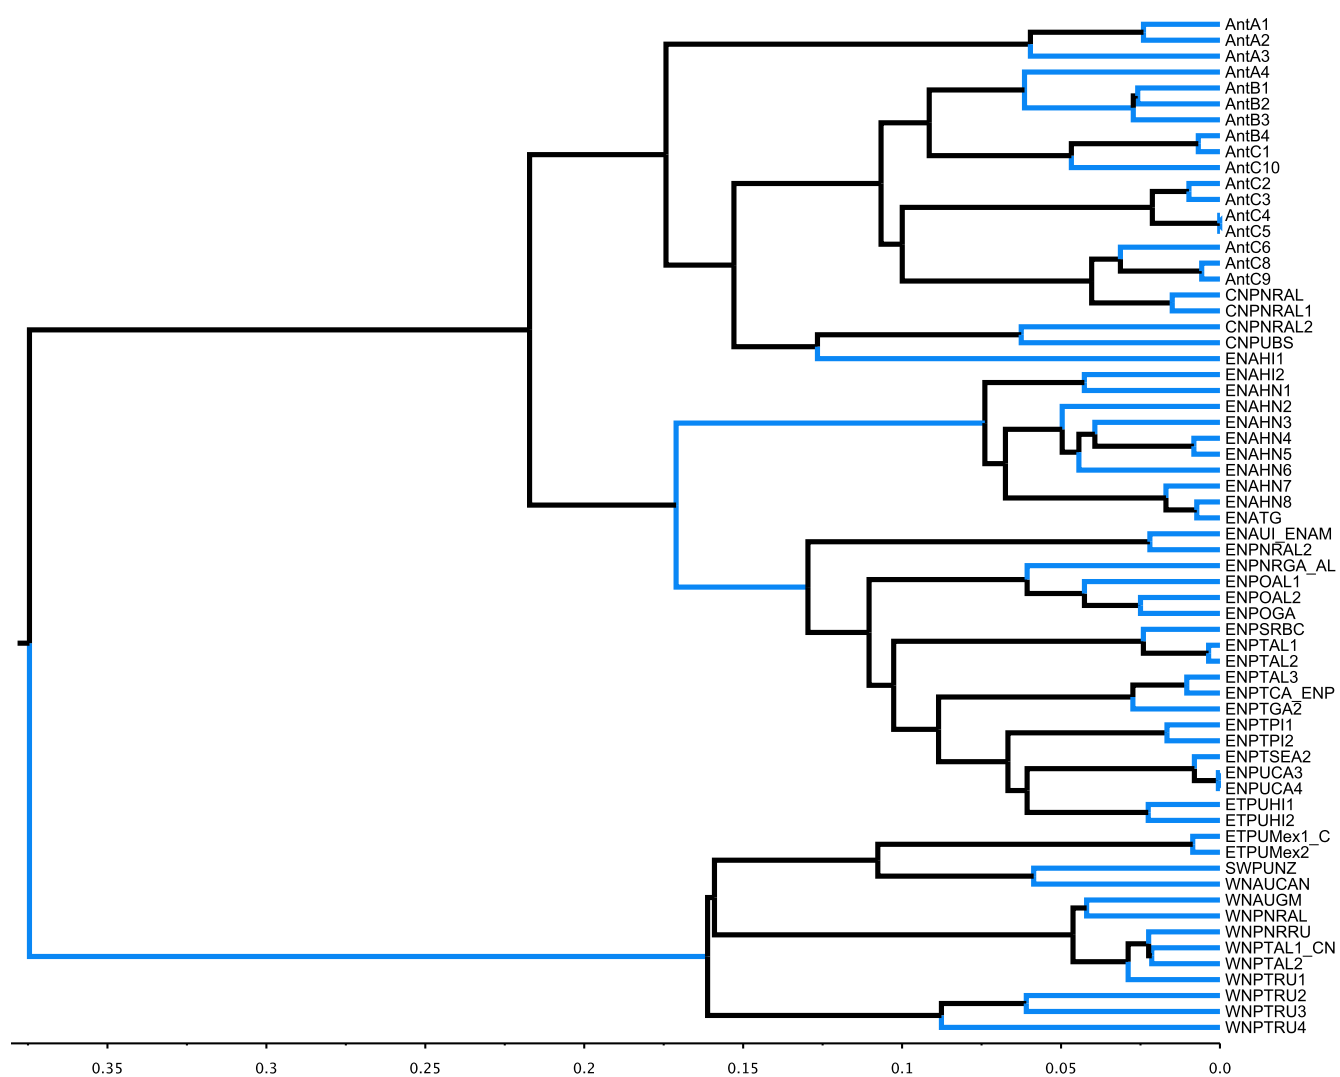 AntA1
AntA2
AntA3
AntA4
AntB1
AntB2
AntB3
AntB4
AntC1
AntC10
AntC2
AntC3
AntC4
AntC5
AntC6
AntC8
AntC9
CNPNRAL
CNPNRAL1
CNPNRAL2
CNPUBS
ENAHI1
ENAHI2
ENAHN1
ENAHN2
ENAHN3
ENAHN4
ENAHN5
ENAHN6
ENAHN7
ENAHN8
ENATG
ENAUI_ENAM
ENPNRAL2
ENPNRGA_AL
ENPOAL1
ENPOAL2
ENPOGA
ENPSRBC
ENPTAL1
ENPTAL2
ENPTAL3
ENPTCA_ENP
ENPTGA2
ENPTPI1
ENPTPI2
ENPTSEA2
ENPUCA3
ENPUCA4
ETPUHI1
ETPUHI2
ETPUMex1_C
ETPUMex2
SWPUNZ
WNAUCAN
WNAUGM
WNPNRAL
WNPNRRU
WNPTAL1_CN
WNPTAL2
WNPTRU1
WNPTRU2
WNPTRU3
WNPTRU4
0.35 0.3 0.25 0.2 0.15 0.1 0.05 0.0